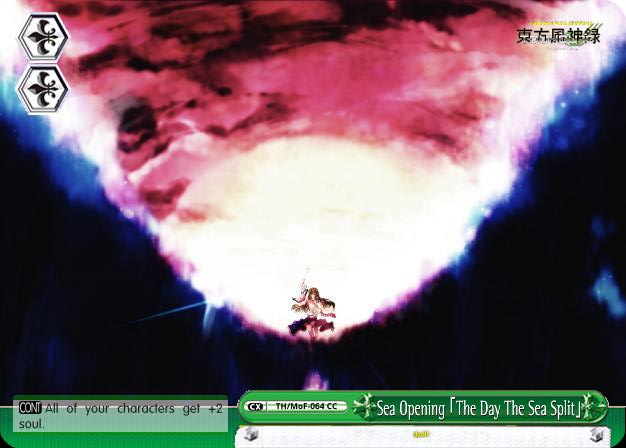 東方風神録
CONT All of your characters get +2
soul.
CX TH/MoF-064 CC
Sea Opening 「The Day The Sea Split」